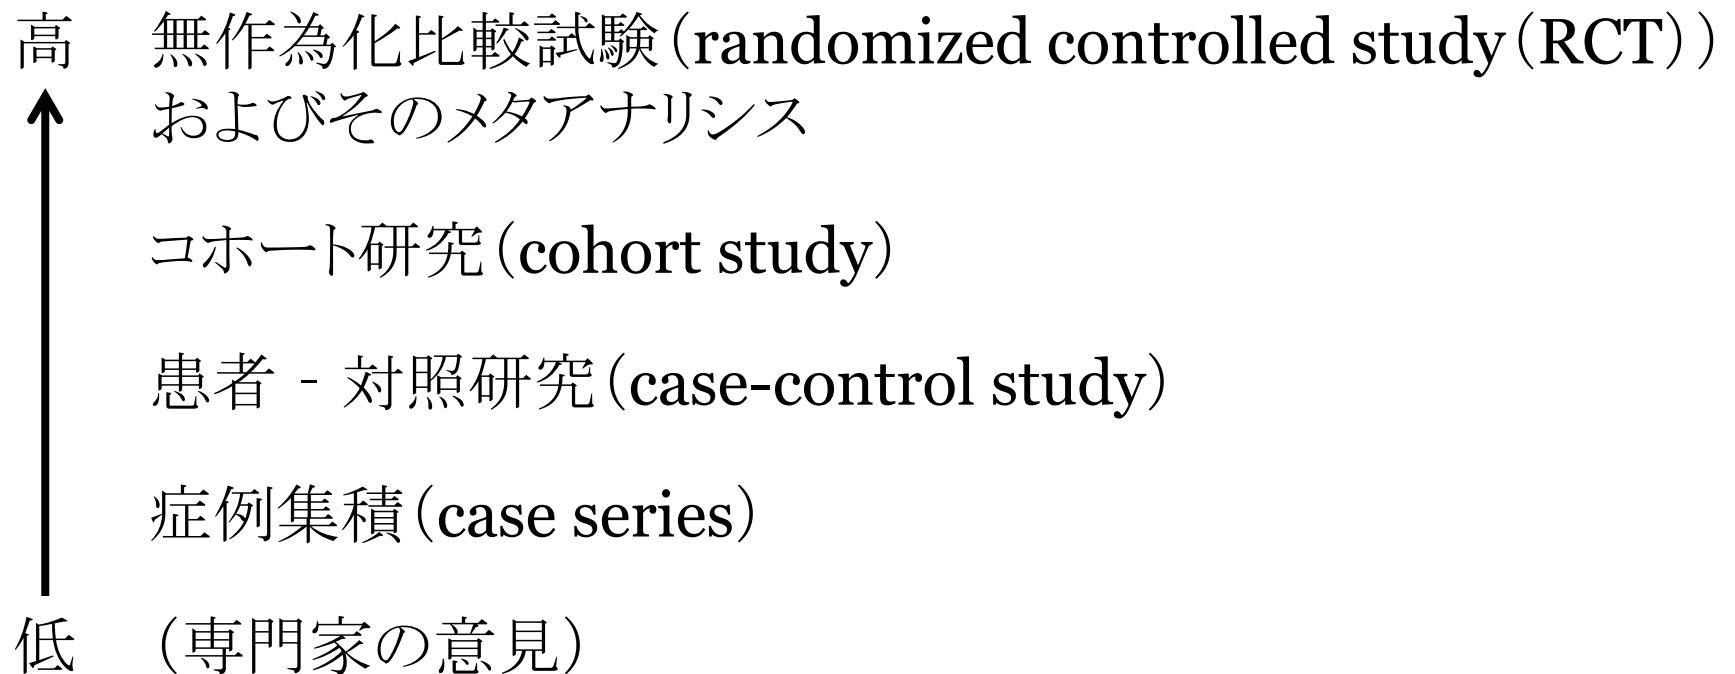 高 無作為化比較試験(randomized controlled study(RCT))
およびそのメタアナリシス
コホート研究(cohort study)
患者‐対照研究(case-control study)
症例集積(case series)
低 (専門家の意見)